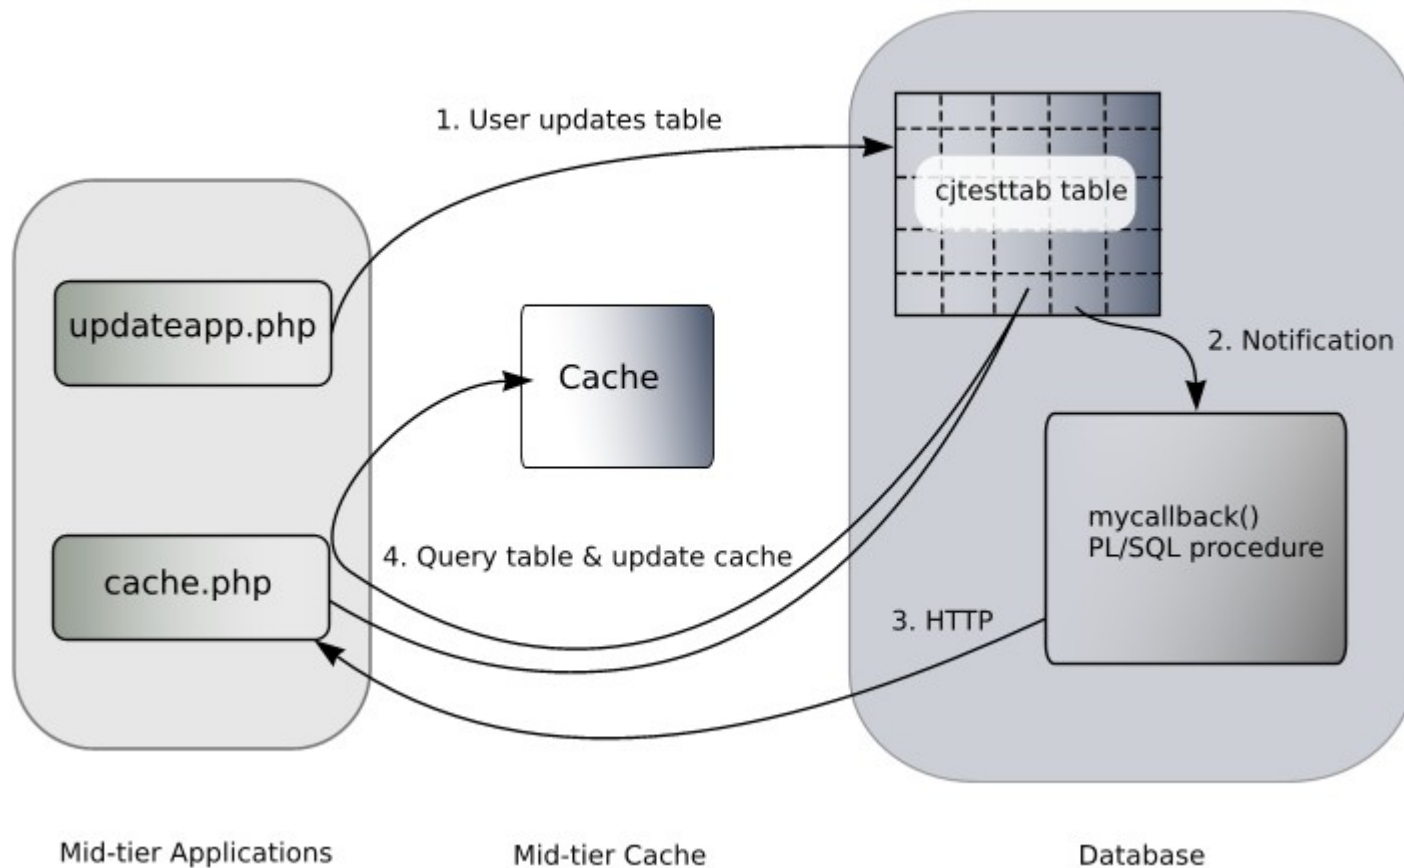 1. User updates table
cjtesttab table
updateapp.php
2. Notification
Cache
mycallback()
PL/SQL procedure
4. Query table & update cache
cache.php
3. HTTP
Mid-tier Applications
Mid-tier Cache
Database